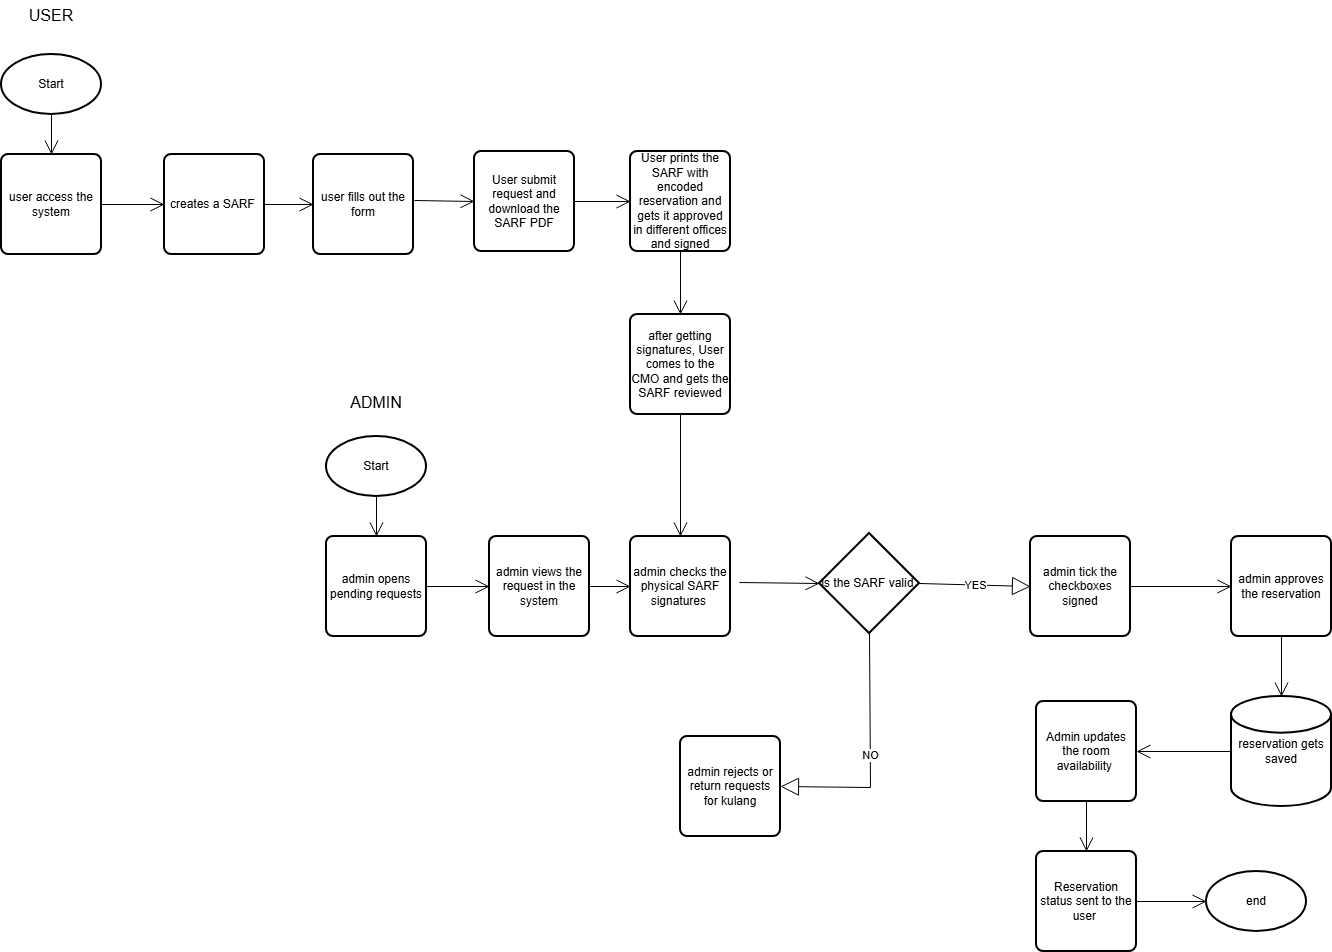 USER
Start
user access the
system
creates a SARF
user fills out the
form
User submit
request and
download the
SARF PDF
User prints the
SARF with
encoded
reservation and
gets it approved
in different offices
and signed
after getting
signatures, User
comes to the
CMO and gets the
SARF reviewed
ADMIN
Start
admin opens
pending requests
admin views the
request in the
system
admin checks the
physical SARF
signatures
is the SARF valid
YES
admin tick the
checkboxes
signed
admin approves
the reservation
NO
admin rejects or
return requests
for kulang
reservation gets
saved
Admin updates
the room
availability
Reservation
status sent to the
user
end